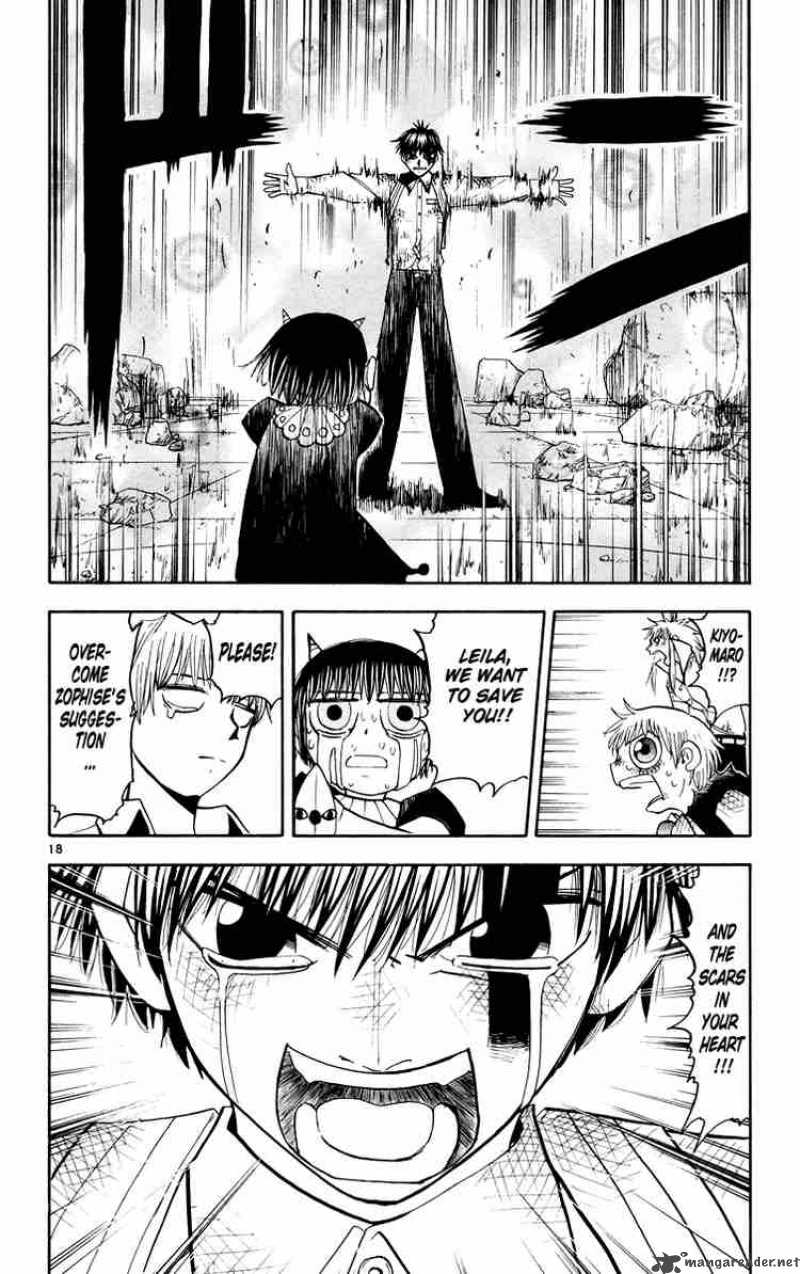 KIYO-
MARO
!!?
LEILA,
WE WANT
TO SAVE
YOU!!
PLEASE!
OVER-
COME
ZOPHISE'S
SUGGES-
TION
...
18
AND
THE
SCARS
IN
YOUR
HEART
!!!
mangareader.net